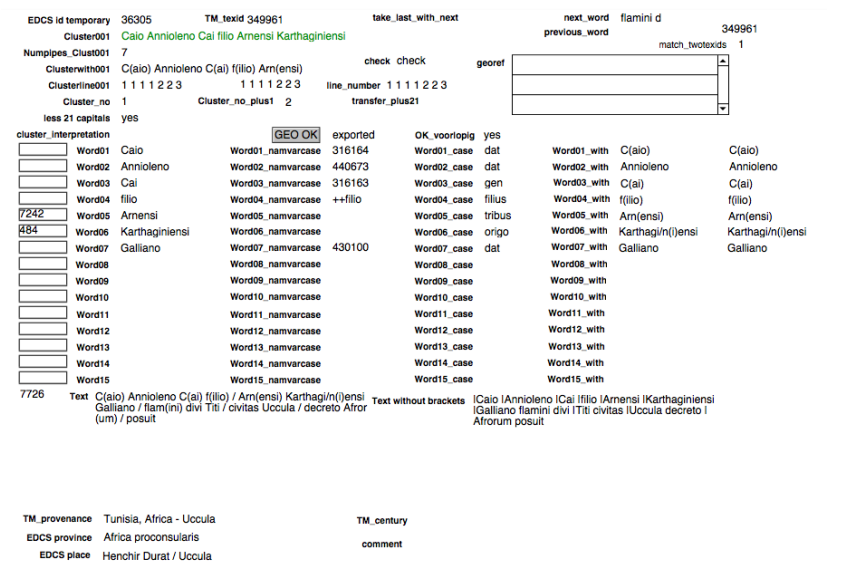 EDCS id temporary 36305 TM_texid 349961 take_last_with_next next_word flamini d
Cluster001 Caio Annioleno Cai filio Arnensi Karthaginiensi previous_word 349961
Numpipes_Clust001 7 match_twotexids 1
Clusterwith001 C(aio) Annioleno C(ai) f(ilio) Arn(ensi) check check georef
Clusterline001 1 1 1 1 2 2 3 1 1 1 1 2 2 3 line_number 1 1 1 1 2 2 3
Cluster_no 1 Cluster_no_plus1 2 transfer_plus21
less 21 capitals yes
cluster_interpretation GEO OK exported OK_voorlopig yes
Word01 Caio Word01_namvarcase 316164 Word01_case dat Word01_with C(aio) C(aio)
Word02 Annioleno Word02_namvarcase 440673 Word02_case dat Word02_with Annioleno Annioleno
Word03 Cai Word03_namvarcase 316163 Word03_case gen Word03_with C(ai) C(ai)
Word04 filio Word04_namvarcase ++filio Word04_case filius Word04_with f(ilio) f(ilio)
7242 Word05 Arnensi Word05_namvarcase Word05_case tribus Word05_with Arn(ensi) Arn(ensi)
484 Word06 Karthaginiensi Word06_namvarcase Word06_case origo Word06_with Karthagi/n(i)ensi Karthagi/n(i)ensi
Word07 Galliano Word07_namvarcase 430100 Word07_case dat Word07_with Galliano Galliano
Word08 Word08_namvarcase Word08_case Word08_with
Word09 Word09_namvarcase Word09_case Word09_with
Word10 Word10_namvarcase Word10_case Word10_with
Word11 Word11_namvarcase Word11_case Word11_with
Word12 Word12_namvarcase Word12_case Word12_with
Word13 Word13_namvarcase Word13_case Word13_with
Word14 Word14_namvarcase Word14_case Word14_with
Word15 Word15_namvarcase Word15_case Word15_with
7726 Text C(aio) Annioleno C(ai) f(ilio) / Arn(ensi) Karthagi/n(i)ensi Text without brackets |Caio |Annioleno |Cai |filio |Arnensi |Karthaginiensi
Galliano / flam(ini) divi Titi / civitas Uccula / decreto Afror |Galliano flamini divi |Titi civitas |Uccula decreto |
(um) / posuit Afrorum posuit
TM_provenance Tunisia, Africa - Uccula TM_century
EDCS province Africa proconsularis
comment
EDCS place Henchir Durat / Uccula